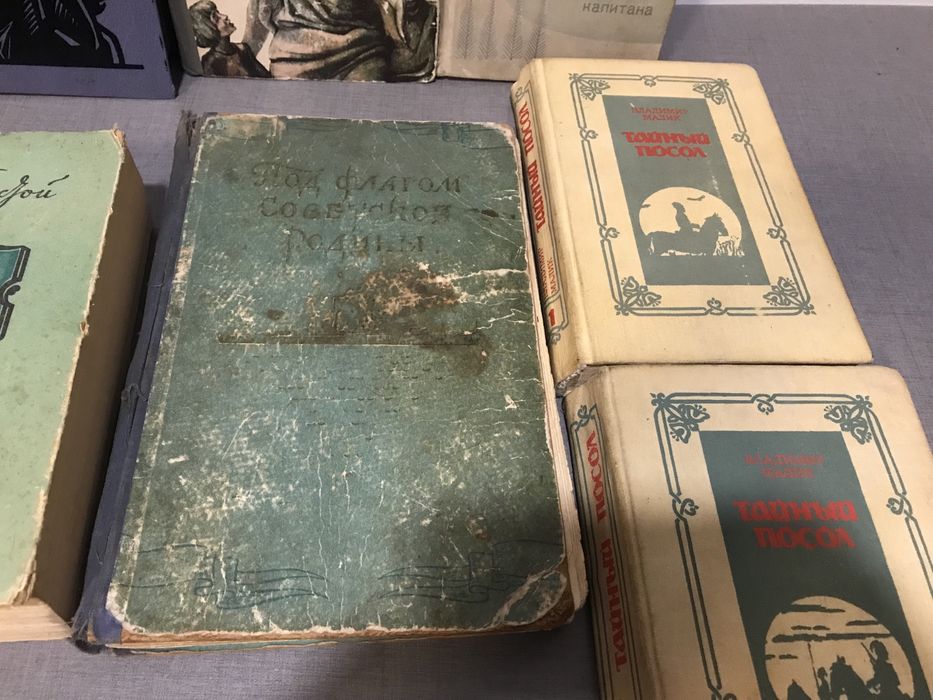 капитана
Под флагом
Советской
Родины
ВЛАДИМИР
МАЛИК
ТАЙНЫЙ
ПОСОЛ
ТАЙНЫЙ ПОСОЛ
1
ВЛАДИМИР
МАЛИК
ТАЙНЫЙ
ПОСОЛ
ТАЙНЫЙ ПОСОЛ